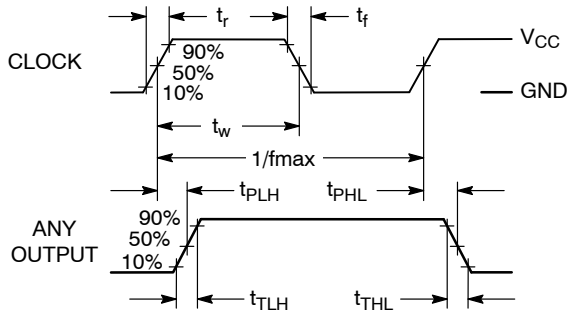 tr
tf
VCC
CLOCK
90%
50%
10%
GND
tw
1/fmax
tPLH
tPHL
ANY
OUTPUT
90%
50%
10%
tTLH
tTHL